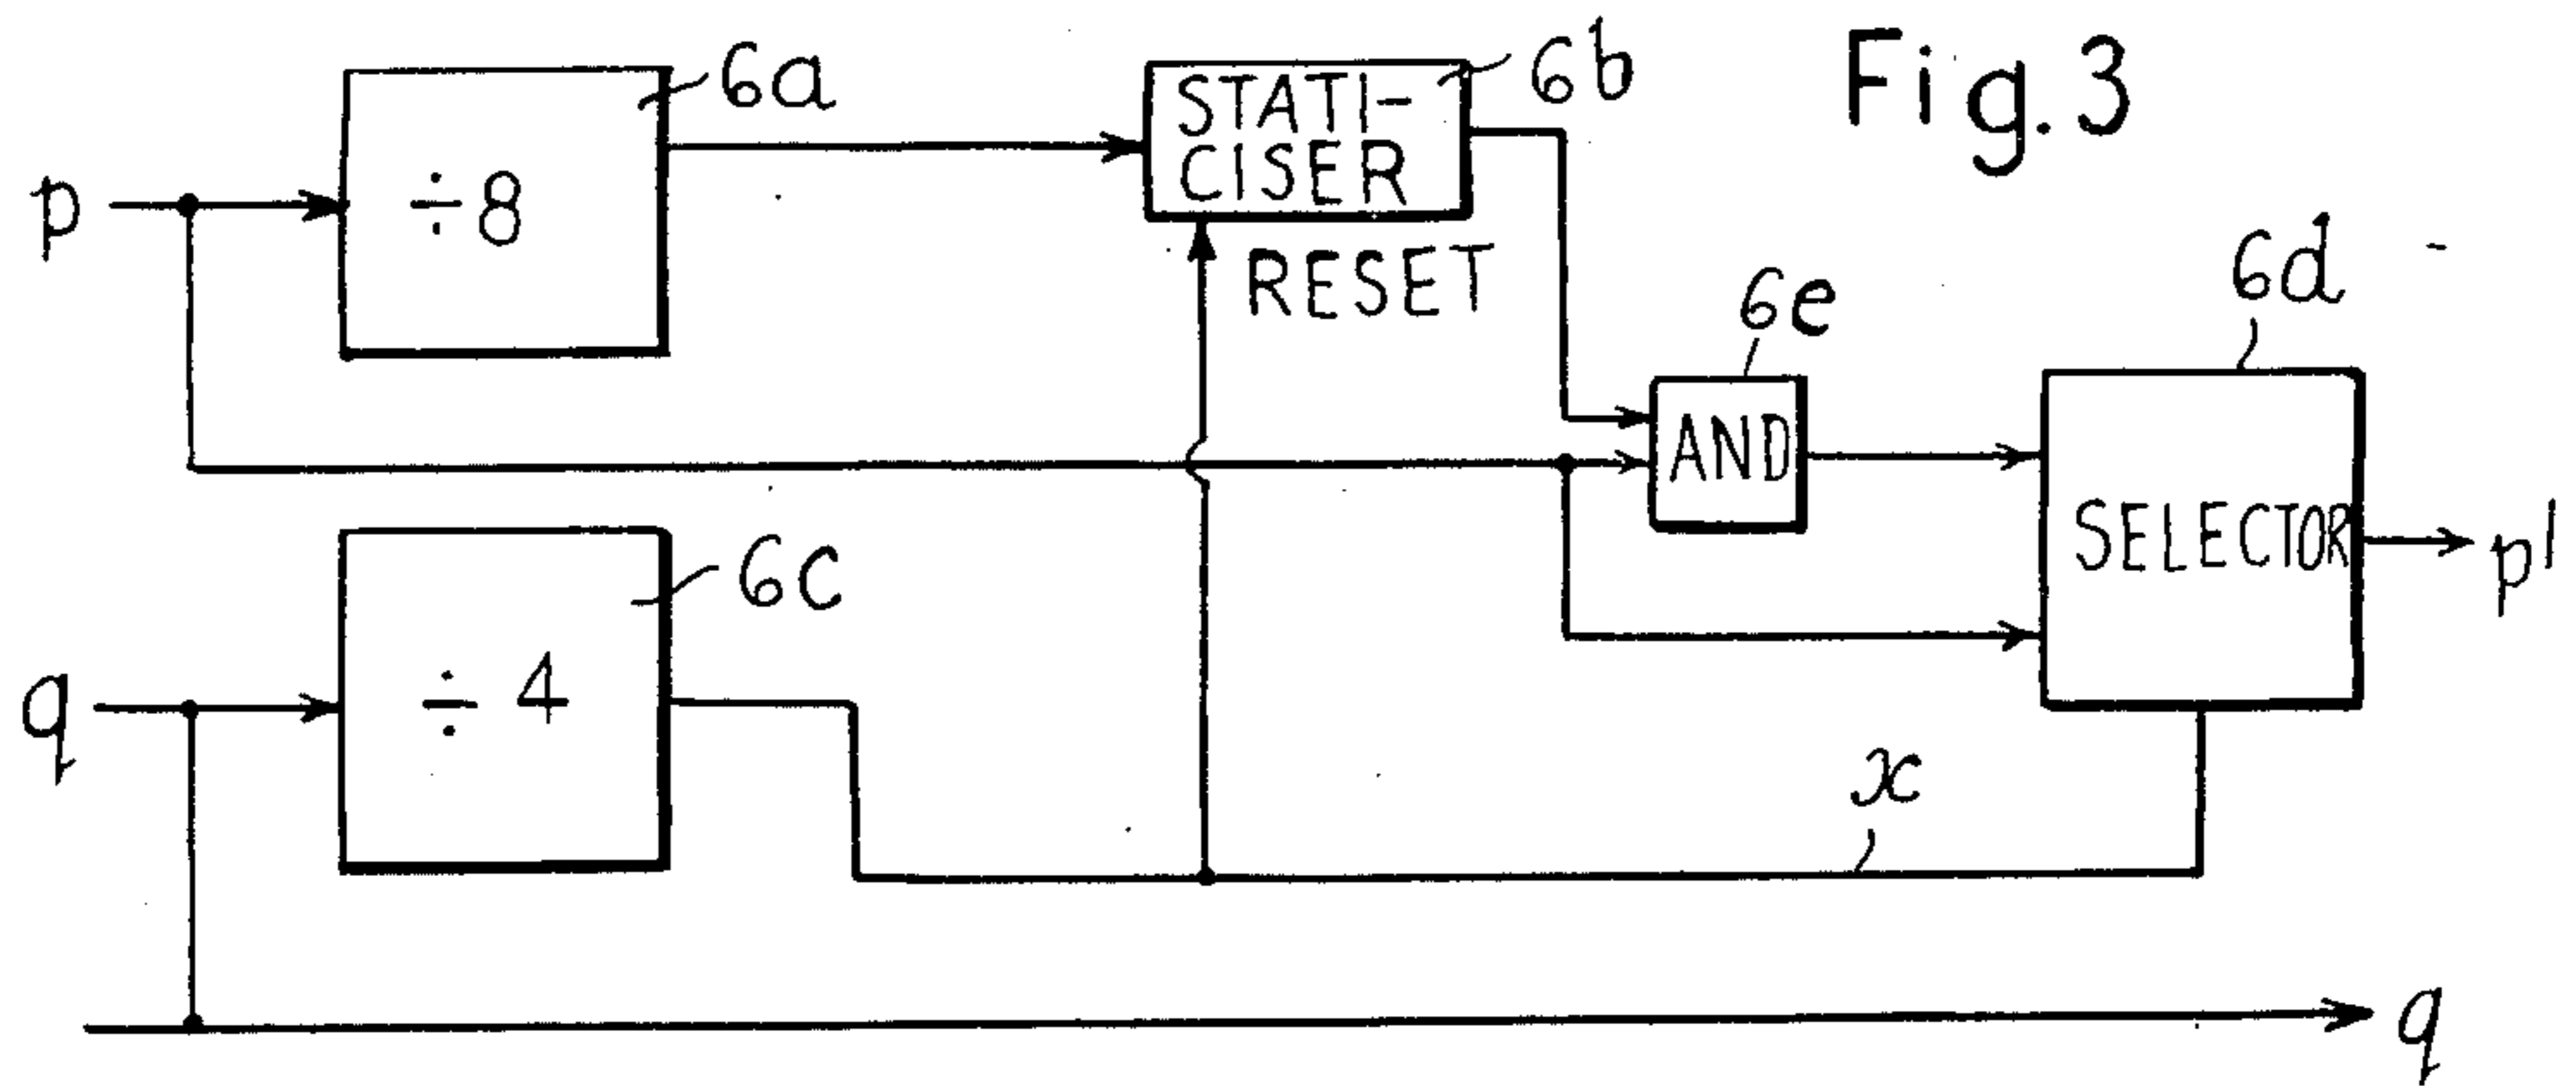 Fig. 3
6a
6b
STATI-
CISER
p
÷8
RESET
6d
6e
AND
SELECTOR
p'
6c
q
÷ 4
x
q